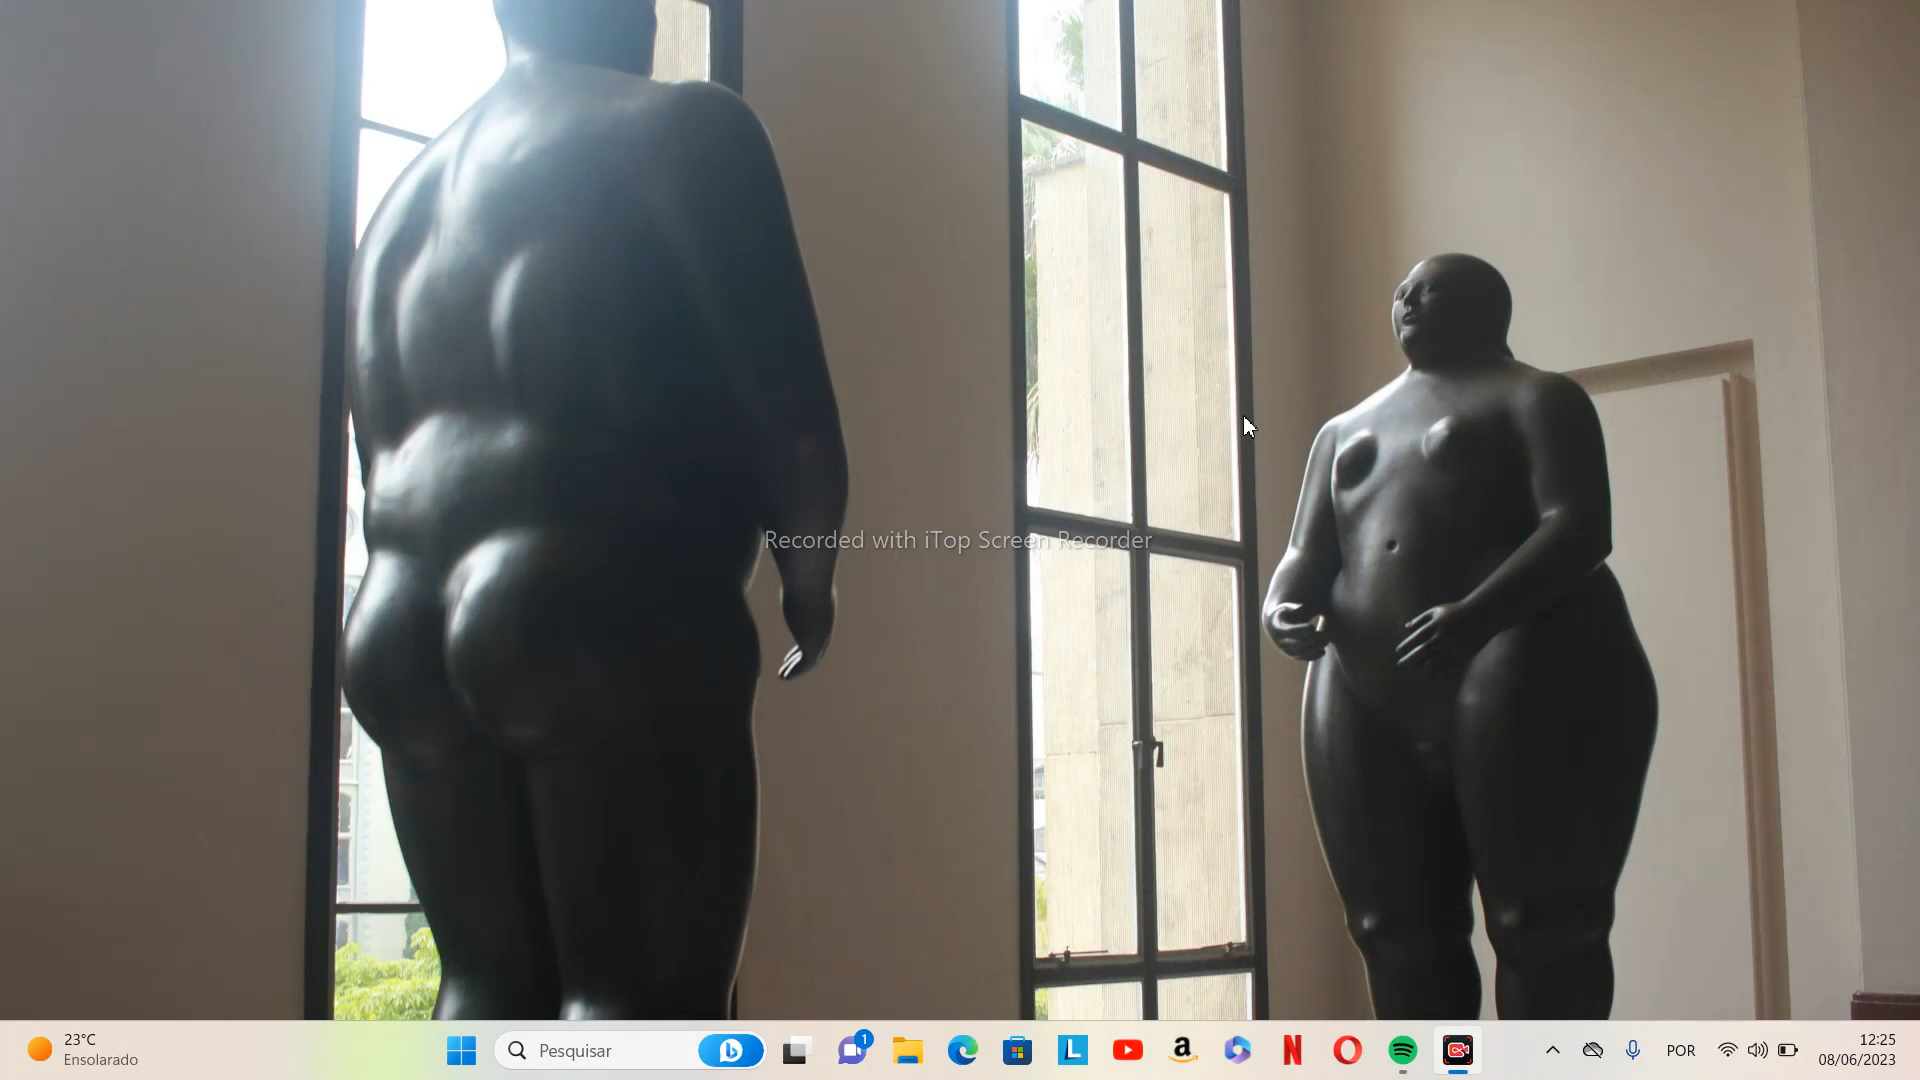 Recorded with iTop Screen Recorder
23°C
Ensolarado
Pesquisar
1
L
a
N
POR
12:25
08/06/2023